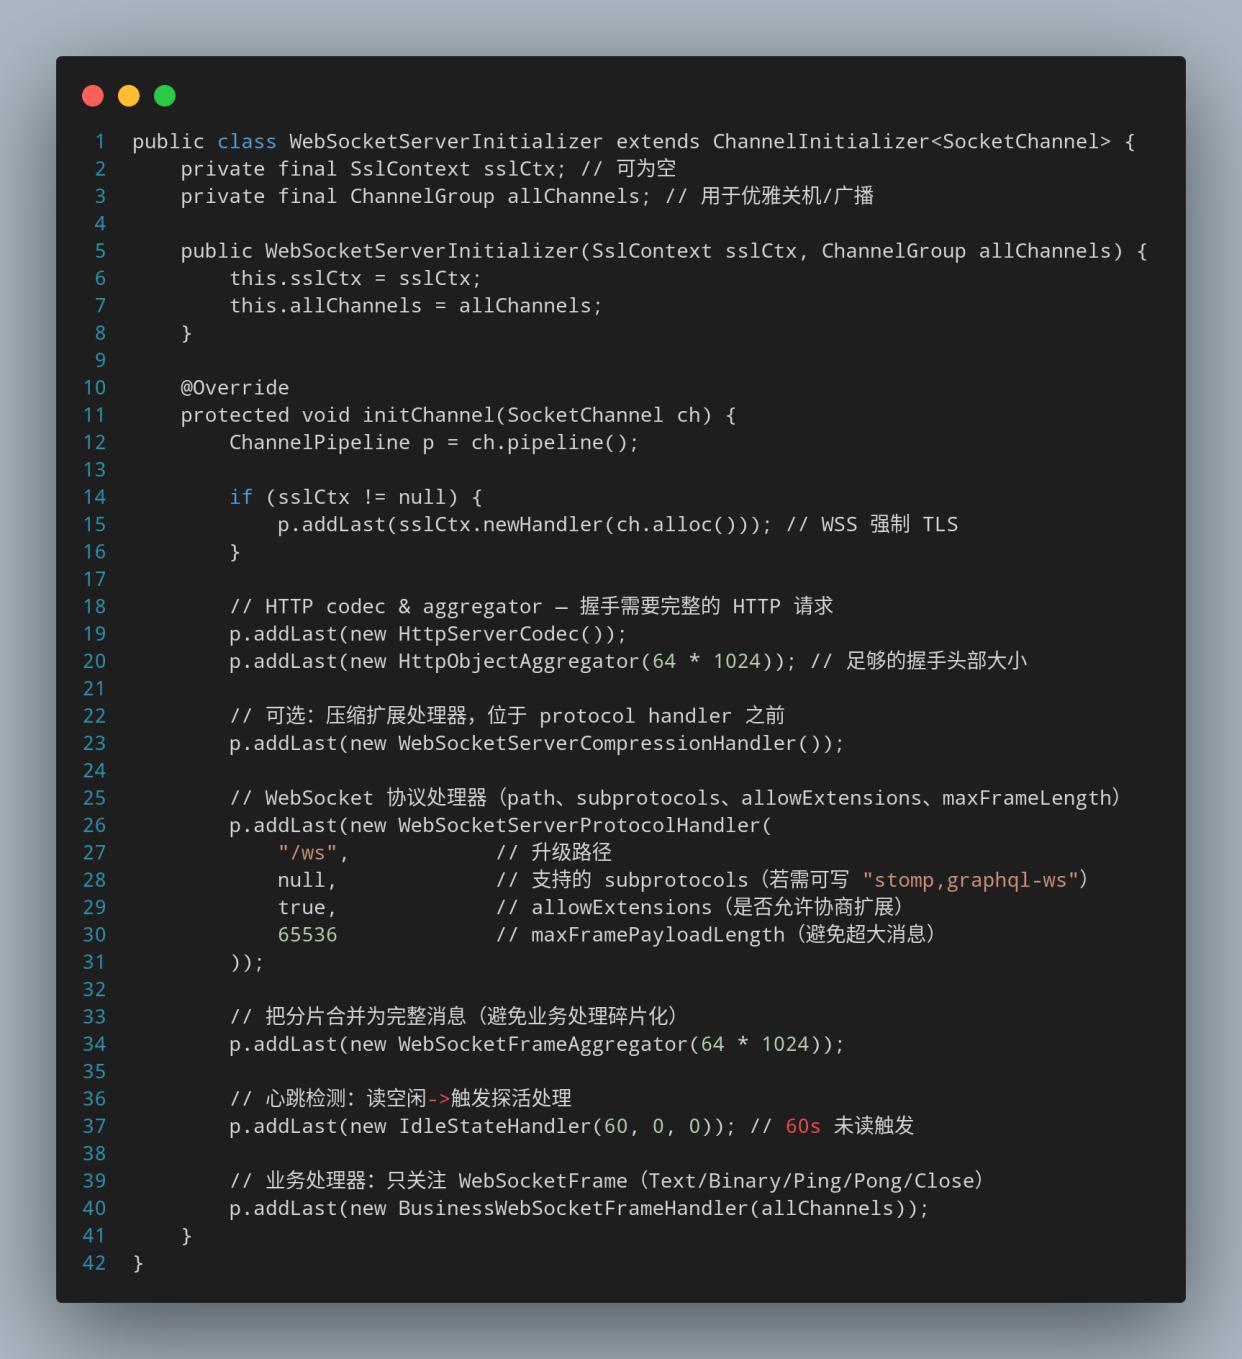 1 public class WebSocketServerInitializer extends ChannelInitializer<SocketChannel> {
2     private final SslContext sslCtx; // 可为空
3     private final ChannelGroup allChannels; // 用于优雅关机/广播
4
5     public WebSocketServerInitializer(SslContext sslCtx, ChannelGroup allChannels) {
6         this.sslCtx = sslCtx;
7         this.allChannels = allChannels;
8     }
9
10     @Override
11     protected void initChannel(SocketChannel ch) {
12         ChannelPipeline p = ch.pipeline();
13
14         if (sslCtx != null) {
15             p.addLast(sslCtx.newHandler(ch.alloc())); // WSS 强制 TLS
16         }
17
18         // HTTP codec & aggregator — 握手需要完整的 HTTP 请求
19         p.addLast(new HttpServerCodec());
20         p.addLast(new HttpObjectAggregator(64 * 1024)); // 足够的握手头部大小
21
22         // 可选：压缩扩展处理器，位于 protocol handler 之前
23         p.addLast(new WebSocketServerCompressionHandler());
24
25         // WebSocket 协议处理器（path、subprotocols、allowExtensions、maxFrameLength）
26         p.addLast(new WebSocketServerProtocolHandler(
27             "/ws",            // 升级路径
28             null,             // 支持的 subprotocols（若需可写 "stomp,graphql-ws"）
29             true,             // allowExtensions（是否允许协商扩展）
30             65536             // maxFramePayloadLength（避免超大消息）
31         ));
32
33         // 把分片合并为完整消息（避免业务处理碎片化）
34         p.addLast(new WebSocketFrameAggregator(64 * 1024));
35
36         // 心跳检测：读空闲->触发探活处理
37         p.addLast(new IdleStateHandler(60, 0, 0)); // 60s 未读触发
38
39         // 业务处理器：只关注 WebSocketFrame（Text/Binary/Ping/Pong/Close）
40         p.addLast(new BusinessWebSocketFrameHandler(allChannels));
41     }
42 }